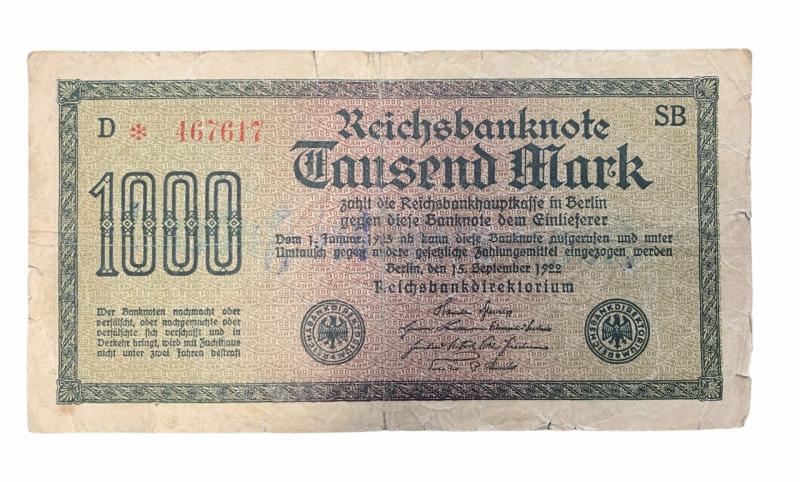 D * 467617
SB
Reichsbanknote
Tausend Mark
1000
zahlt die Reichsbankhauptkasse in Berlin
gegen diese Banknote dem Einlieferer
Vom 1. Januar 1923 ab kann diese Banknote aufgerufen und unter
Umtausch gegen andere gesetzliche Zahlungsmittel eingezogen werden
Berlin, den 15. September 1922
Reichsbankdirektorium
Wer Banknoten nachmacht oder
verfälscht, oder nachgemachte oder
verfälschte sich verschafft und in
Verkehr bringt, wird mit Zuchthaus
nicht unter zwei Jahren bestraft
REICHSBANKDIREKTORIUM
REICHSBANKDIREKTORIUM